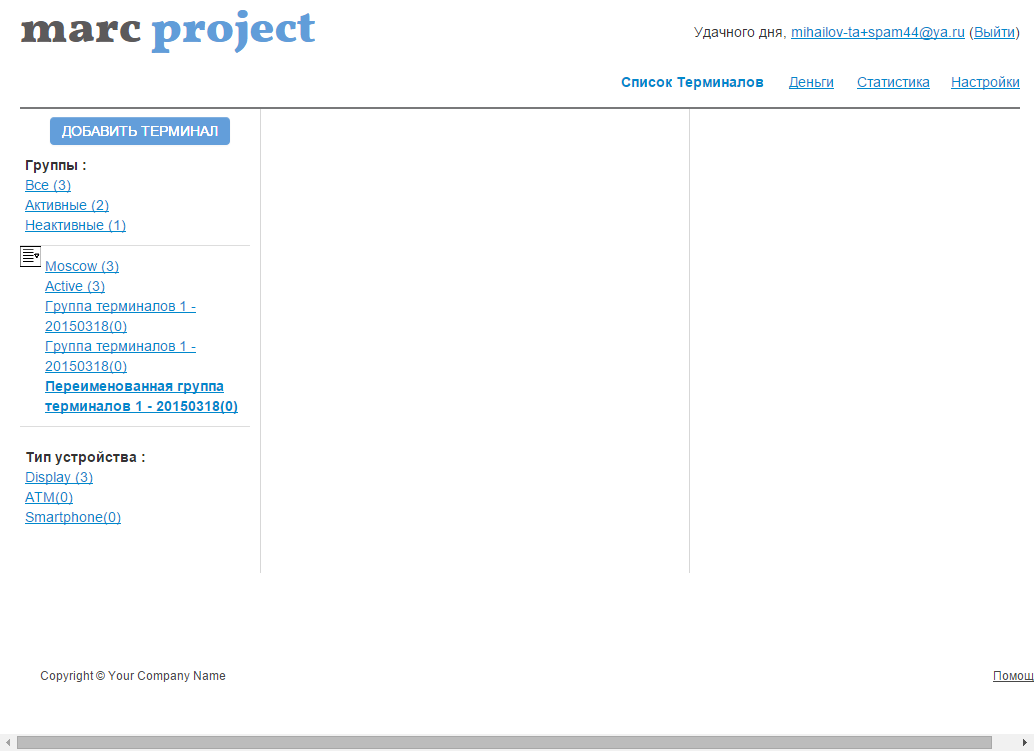 marc project
Удачного дня, mihailov-ta+spam44@ya.ru (Выйти)
Список Терминалов Деньги Статистика Настройки
ДОБАВИТЬ ТЕРМИНАЛ
Группы :
Все (3)
Активные (2)
Неактивные (1)
Moscow (3)
Active (3)
Группа терминалов 1 -
20150318(0)
Группа терминалов 1 -
20150318(0)
Переименованная группа
терминалов 1 - 20150318(0)
Тип устройства :
Display (3)
ATM(0)
Smartphone(0)
Copyright © Your Company Name
Помощ